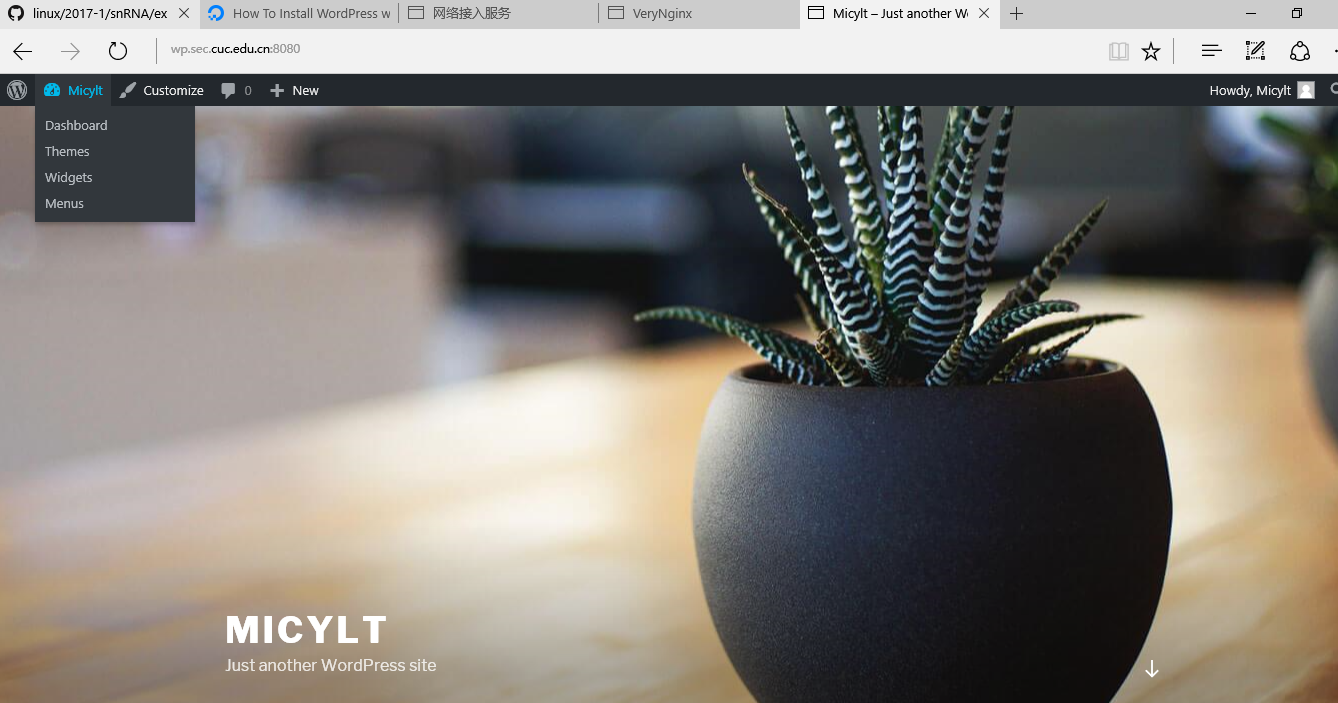 linux/2017-1/snRNA/ex
How To Install WordPress w
网络接入服务
VeryNginx
Micylt – Just another W
wp.sec.cuc.edu.cn:8080
Micylt
Customize
0
New
Howdy, Micylt
Dashboard
Themes
Widgets
Menus
MICYLT
Just another WordPress site